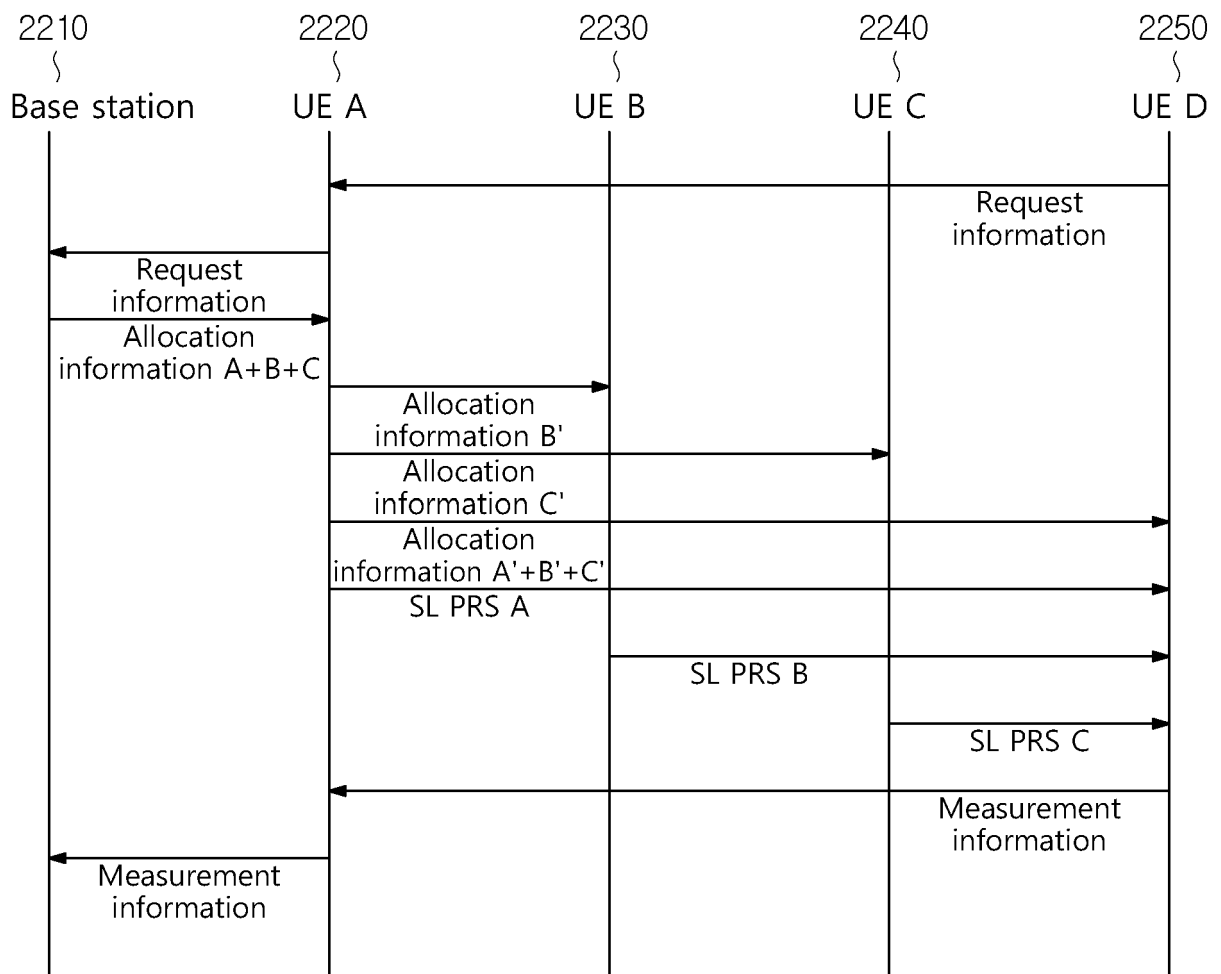 2210 2220 2230 2240 2250
Base station UE A UE B UE C UE D
Request
information
Request
information
Allocation
information A+B+C
Allocation
information B'
Allocation
information C'
Allocation
information A'+B'+C'
SL PRS A
SL PRS B
SL PRS C
Measurement
information
Measurement
information